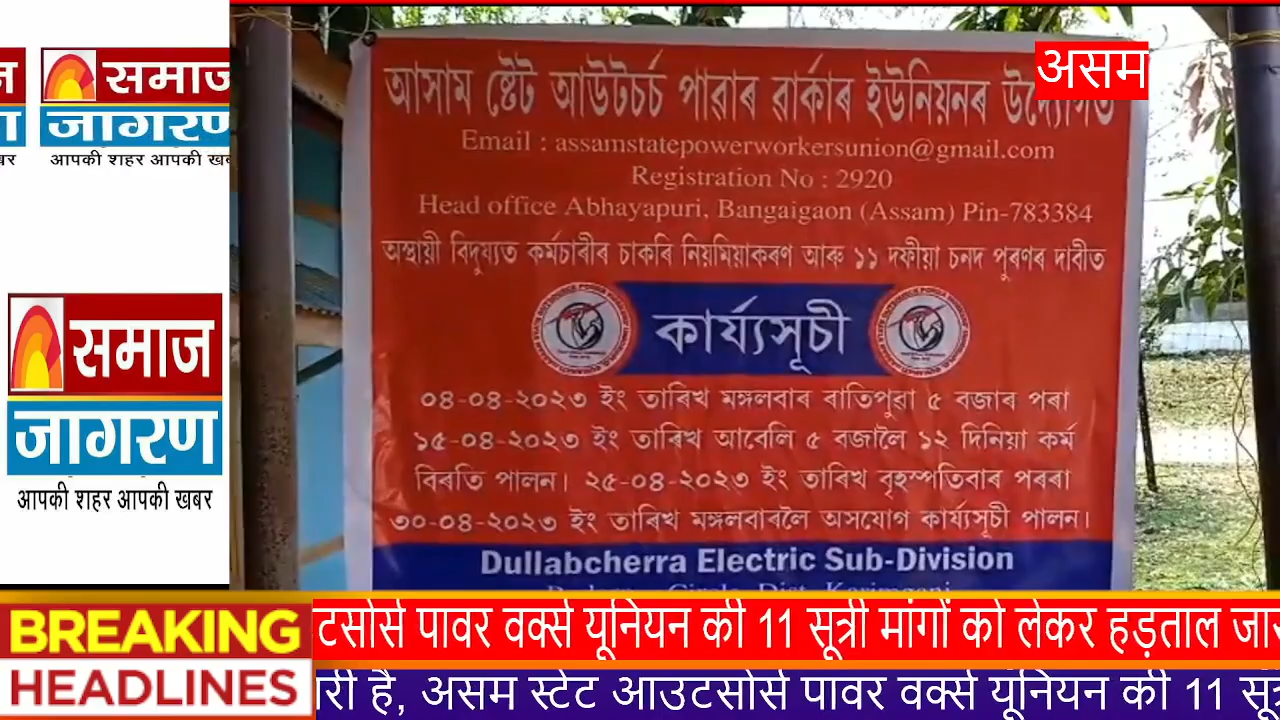 असम
समाज
जागरण
आपकी शहर आपकी खबर
আসাম ষ্টেট আউটচৰ্চ পাৱাৰ ৱাৰ্কাৰ ইউনিয়নৰ উদ্যোগত
Email : assamstatepowerworkersunion@gmail.com
Registration No : 2920
Head office Abhayapuri, Bangaigaon (Assam) Pin-783384
অস্থায়ী বিদুয্যত কৰ্মচাৰীৰ চাকৰি নিয়মিয়াকৰণ আৰু ১১ দফীয়া চনদ পুৰণৰ দাবীত
কাৰ্য্যসূচী
০৪-০৪-২০২৩ ইং তাৰিখ মঙ্গলবাৰ ৰাতিপুৱা ৫ বজাৰ পৰা
১৫-০৪-২০২৩ ইং তাৰিখ আবেলি ৫ বজালৈ ১২ দিনিয়া কৰ্ম
বিৰতি পালন। ২৫-০৪-২০২৩ ইং তাৰিখ বৃহস্পতিবাৰ পৰৰা
৩০-০৪-২০২৩ ইং তাৰিখ মঙ্গলবাৰলৈ অসযোগ কাৰ্য্যসূচী পালন।
Dullabcherra Electric Sub-Division
समाज
जागरण
आपकी शहर आपकी खबर
BREAKING
HEADLINES
टसोर्स पावर वर्क्स यूनियन की 11 सूत्री मांगों को लेकर हड़ताल जा
री है, असम स्टेट आउटसोर्स पावर वर्क्स यूनियन की 11 सूत्र